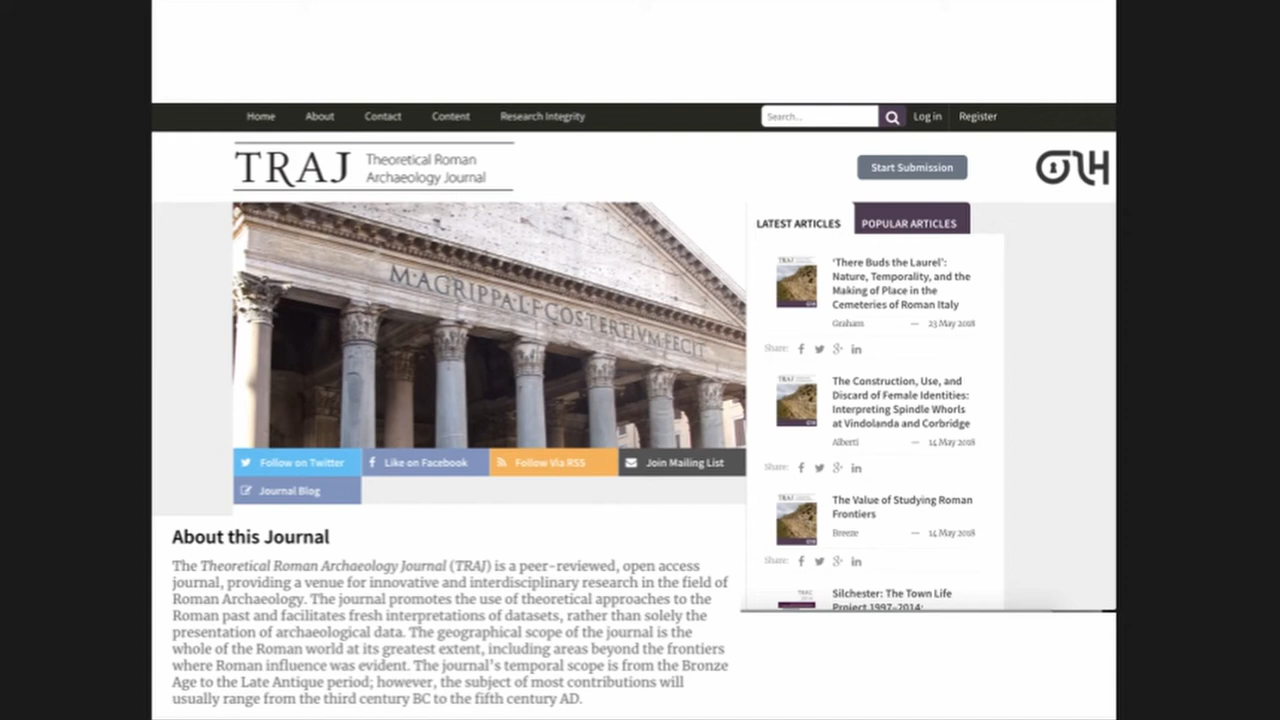 Home About Contact Content Research Integrity
Search...
Log in Register
TRAJ
Theoretical Roman
Archaeology Journal
Start Submission
OLH
M·AGRIPPA·L·F·COS·TERTIVM·FECIT
Follow on Twitter Like on Facebook Follow Via RSS Join Mailing List
Journal Blog
About this Journal
The Theoretical Roman Archaeology Journal (TRAJ) is a peer-reviewed, open access
journal, providing a venue for innovative and interdisciplinary research in the field of
Roman Archaeology. The journal promotes the use of theoretical approaches to the
Roman past and facilitates fresh interpretations of datasets, rather than solely the
presentation of archaeological data. The geographical scope of the journal is the
whole of the Roman world at its greatest extent, including areas beyond the frontiers
where Roman influence was evident. The journal's temporal scope is from the Bronze
Age to the Late Antique period; however, the subject of most contributions will
usually range from the third century BC to the fifth century AD.
LATEST ARTICLES POPULAR ARTICLES
TRAJ
'There Buds the Laurel':
Nature, Temporality, and the
Making of Place in the
Cemeteries of Roman Italy
Graham — 23 May 2018
Share:
TRAJ
The Construction, Use, and
Discard of Female Identities:
Interpreting Spindle Whorls
at Vindolanda and Corbridge
Alberti — 14 May 2018
Share:
TRAJ
The Value of Studying Roman
Frontiers
Breeze — 14 May 2018
Share:
TRAC
Silchester: The Town Life
Project 1997–2014: